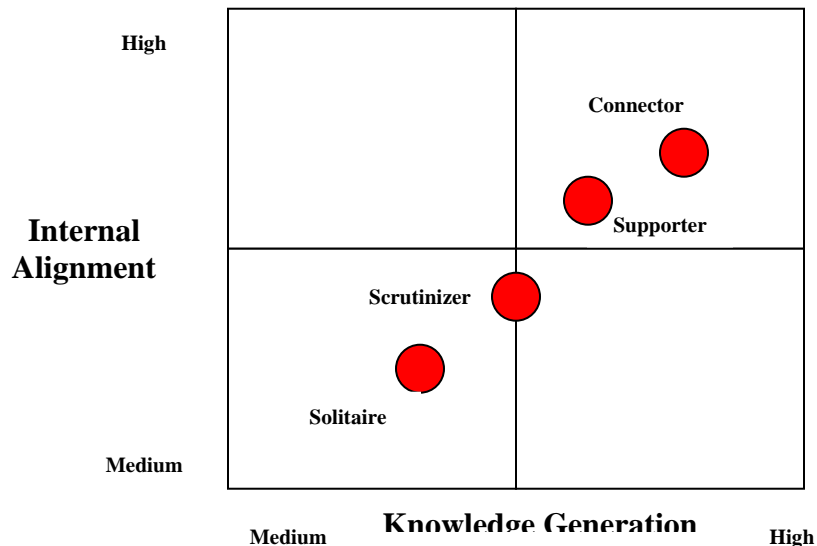 High
Connector
Internal
Alignment
Supporter
Scrutinizer
Solitaire
Medium
Knowledge Generation
Medium
High